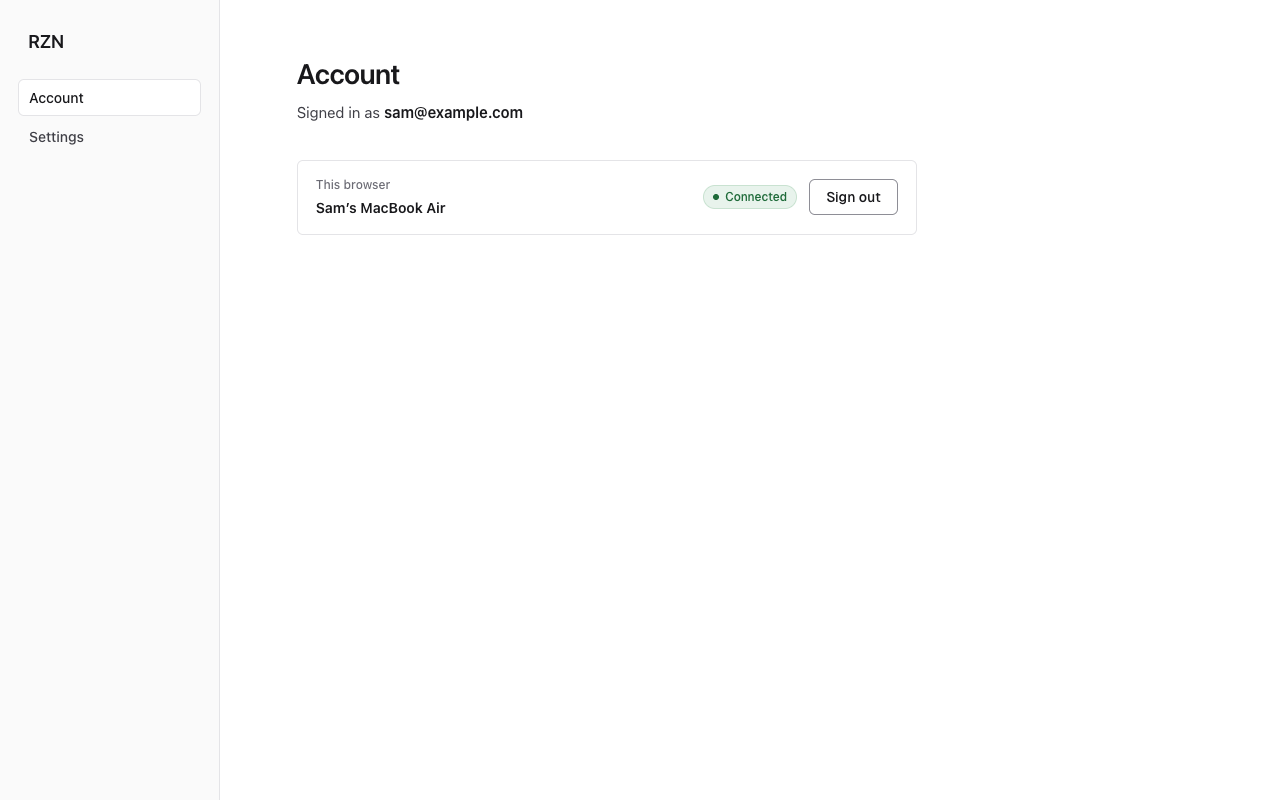 RZN
Account
Settings
Account
Signed in as sam@example.com
This browser
Sam’s MacBook Air
Connected
Sign out